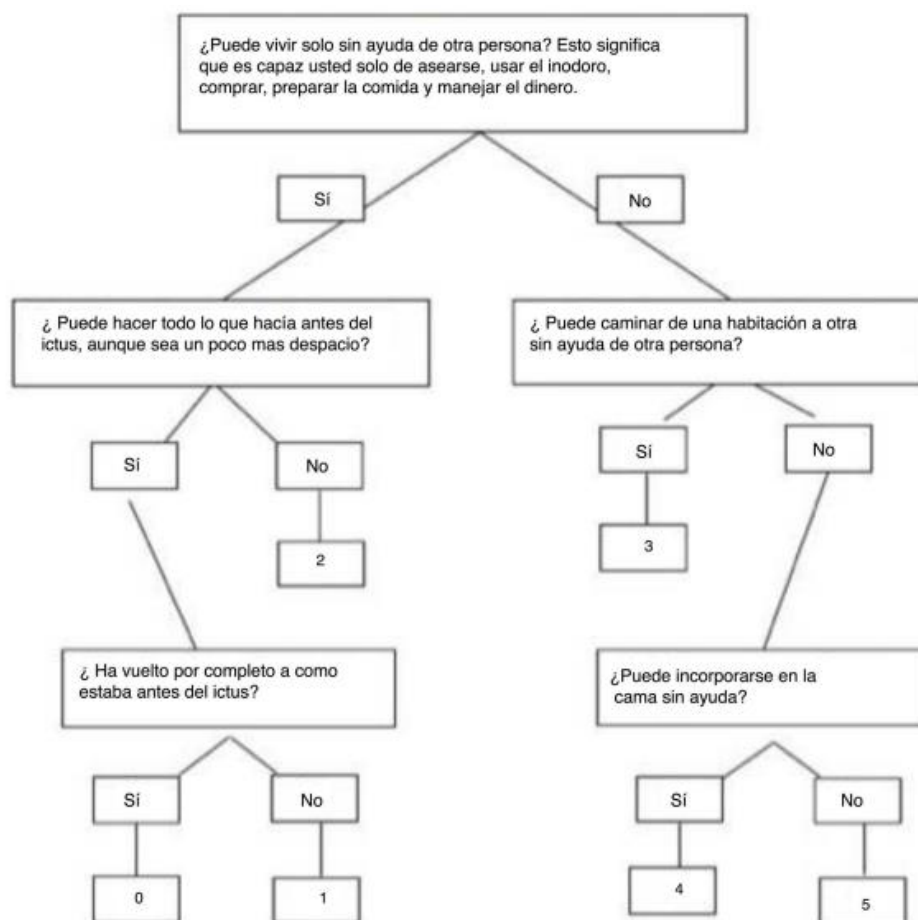 ¿Puede vivir solo sin ayuda de otra persona? Esto significa
que es capaz usted solo de asearse, usar el inodoro,
comprar, preparar la comida y manejar el dinero.
Sí
No
¿ Puede hacer todo lo que hacía antes del
ictus, aunque sea un poco mas despacio?
¿ Puede caminar de una habitación a otra
sin ayuda de otra persona?
Sí
No
Sí
No
2
3
¿ Ha vuelto por completo a como
estaba antes del ictus?
¿Puede incorporarse en la
cama sin ayuda?
Sí
No
Sí
No
0
1
4
5